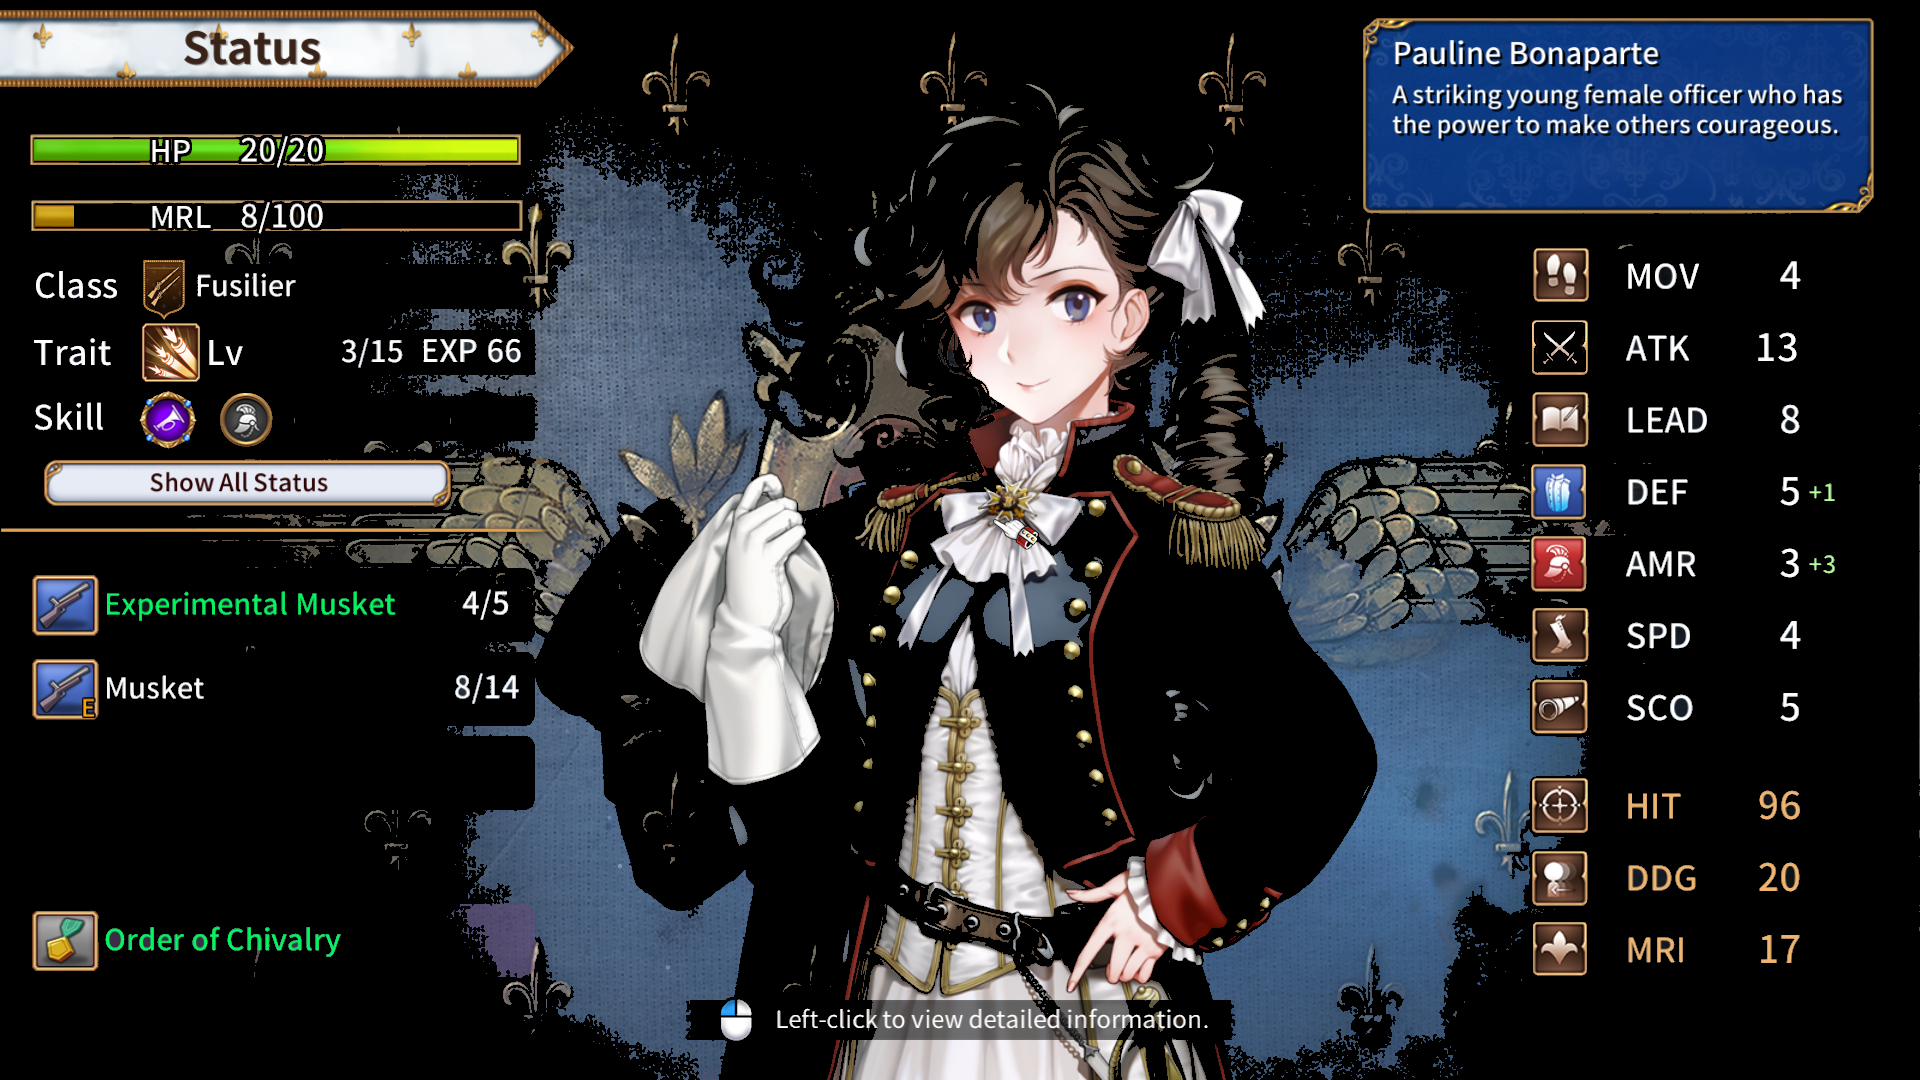 Status
HP 20/20
MRL 8/100
Class Fusilier
Trait Lv 3/15 EXP 66
Skill
Show All Status
Experimental Musket 4/5
E Musket 8/14
Order of Chivalry
Pauline Bonaparte
A striking young female officer who has
the power to make others courageous.
MOV 4
ATK 13
LEAD 8
DEF 5 +1
AMR 3 +3
SPD 4
SCO 5
HIT 96
DDG 20
MRI 17
Left-click to view detailed information.